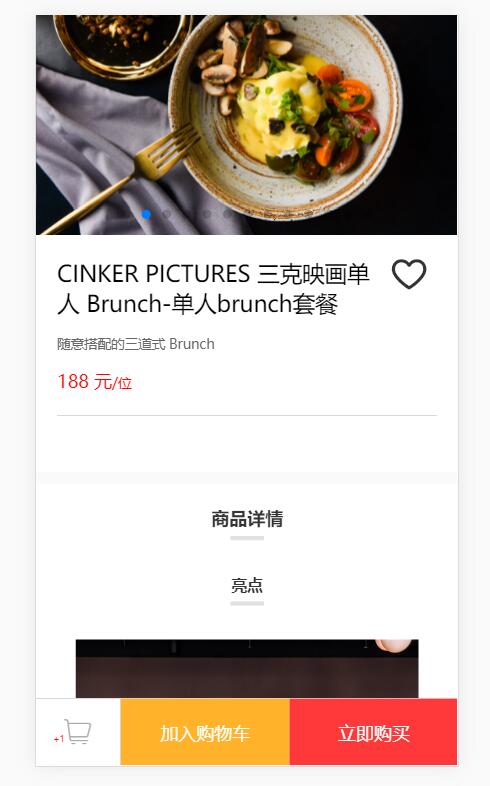 CINKER PICTURES 三克映画单
人 Brunch-单人brunch套餐
随意搭配的三道式 Brunch
188 元/位
商品详情
亮点
+1
加入购物车
立即购买